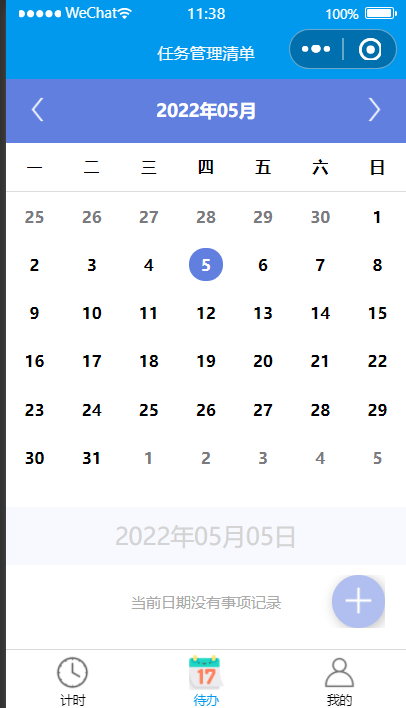 WeChat 11:38 100%
任务管理清单
2022年05月
一 二 三 四 五 六 日
25 26 27 28 29 30 1
2 3 4 5 6 7 8
9 10 11 12 13 14 15
16 17 18 19 20 21 22
23 24 25 26 27 28 29
30 31 1 2 3 4 5
2022年05月05日
当前日期没有事项记录
17
计时 待办 我的